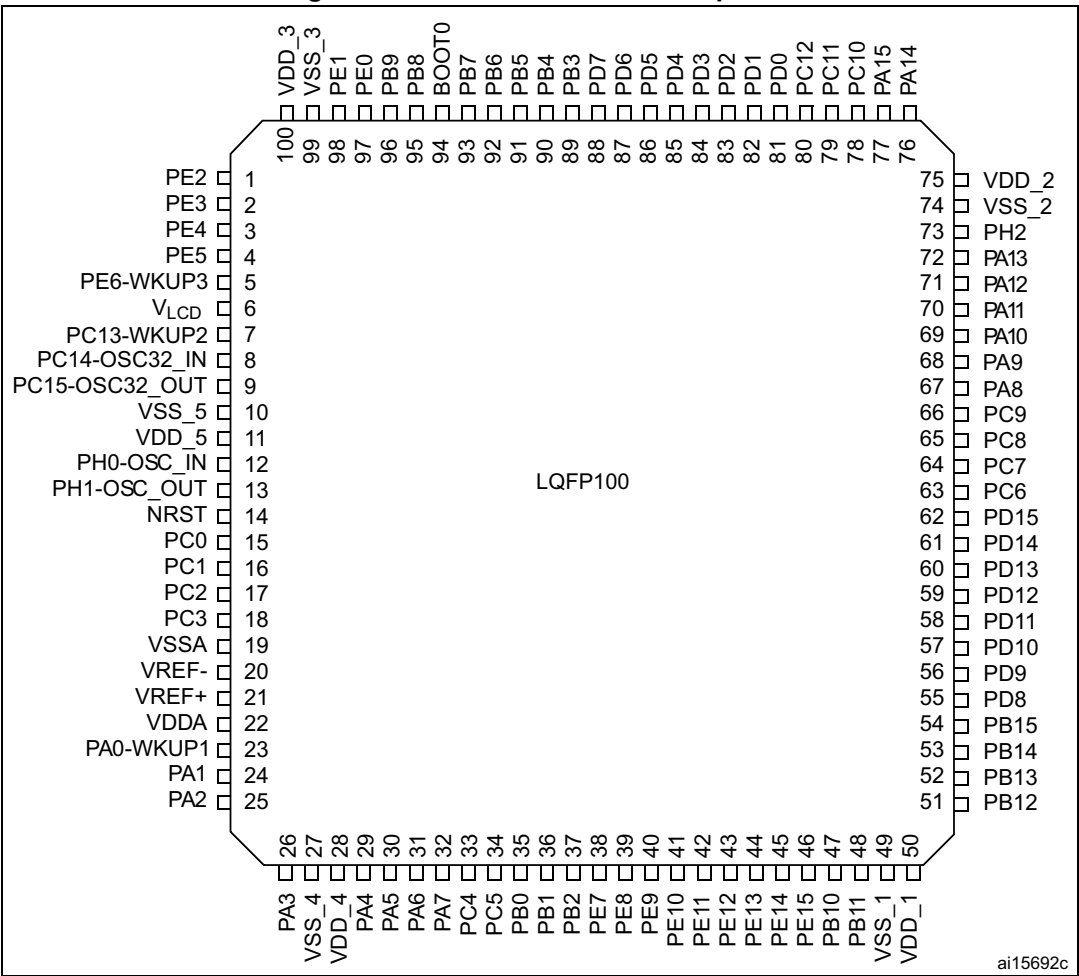 VDD_3
VSS_3
PE1
PE0
PB9
PB8
BOOT0
PB7
PB6
PB5
PB4
PB3
PD7
PD6
PD5
PD4
PD3
PD2
PD1
PD0
PC12
PC11
PC10
PA15
PA14
100 99 98 97 96 95 94 93 92 91 90 89 88 87 86 85 84 83 82 81 80 79 78 77 76
PE2 1
PE3 2
PE4 3
PE5 4
PE6-WKUP3 5
VLCD 6
PC13-WKUP2 7
PC14-OSC32_IN 8
PC15-OSC32_OUT 9
VSS_5 10
VDD_5 11
PH0-OSC_IN 12
PH1-OSC_OUT 13
NRST 14
PC0 15
PC1 16
PC2 17
PC3 18
VSSA 19
VREF- 20
VREF+ 21
VDDA 22
PA0-WKUP1 23
PA1 24
PA2 25
LQFP100
75 VDD_2
74 VSS_2
73 PH2
72 PA13
71 PA12
70 PA11
69 PA10
68 PA9
67 PA8
66 PC9
65 PC8
64 PC7
63 PC6
62 PD15
61 PD14
60 PD13
59 PD12
58 PD11
57 PD10
56 PD9
55 PD8
54 PB15
53 PB14
52 PB13
51 PB12
26 27 28 29 30 31 32 33 34 35 36 37 38 39 40 41 42 43 44 45 46 47 48 49 50
PA3
VSS_4
VDD_4
PA4
PA5
PA6
PA7
PC4
PC5
PB0
PB1
PB2
PE7
PE8
PE9
PE10
PE11
PE12
PE13
PE14
PE15
PB10
PB11
VSS_1
VDD_1
ai15692c